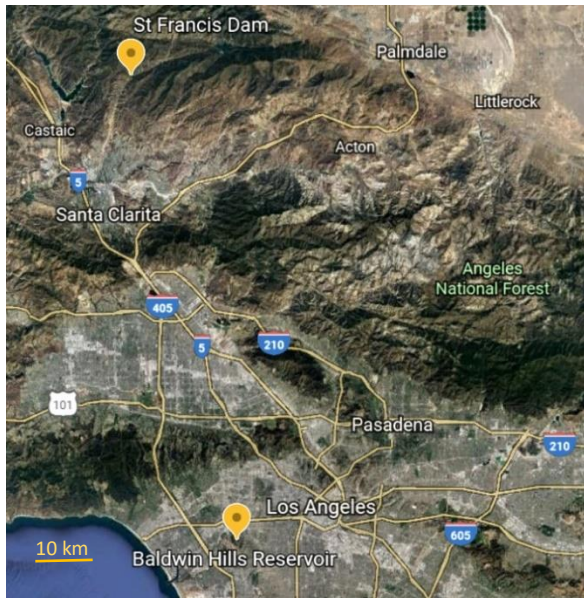 St Francis Dam
Palmdale
Littlerock
Castaic
Acton
5
Santa Clarita
Angeles
National Forest
405
5
210
101
Pasadena
210
Los Angeles
605
10 km
Baldwin Hills Reservoir